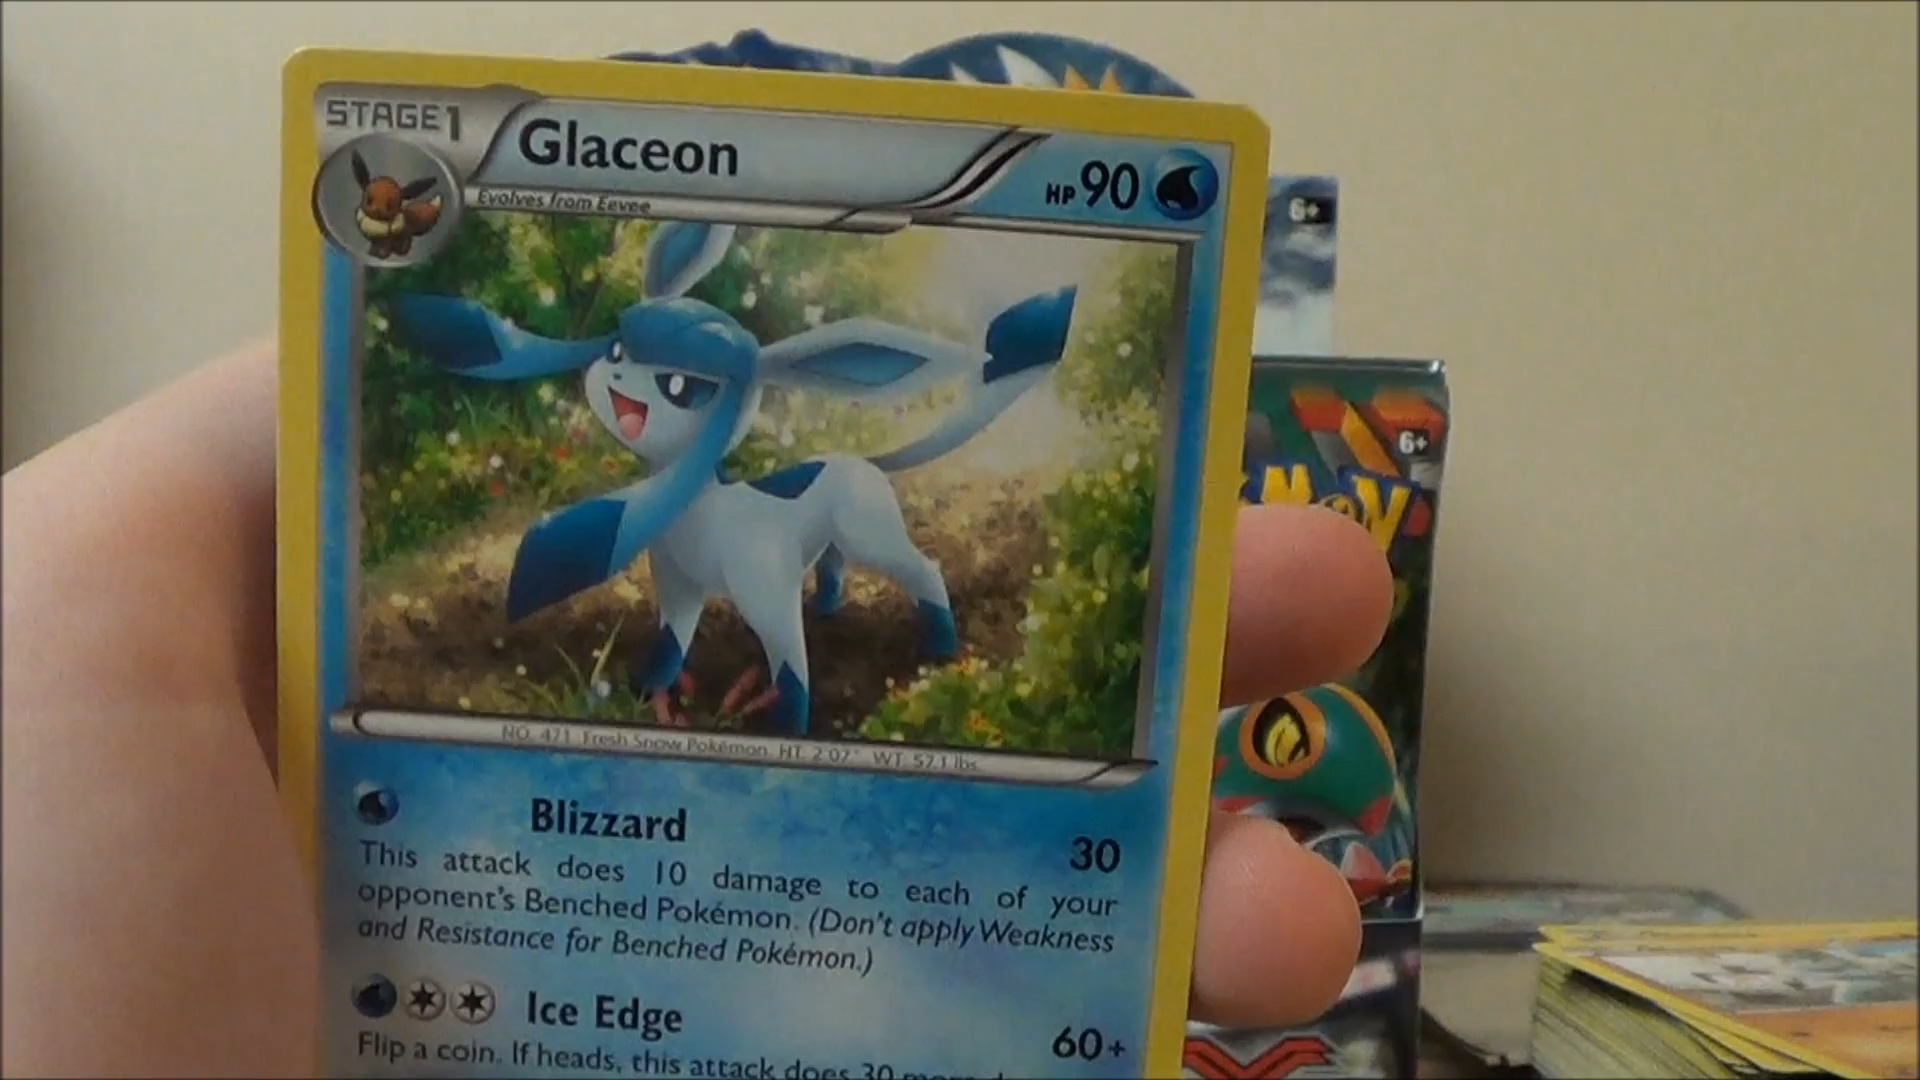 STAGE1
Glaceon
HP 90
Evolves from Eevee
6+
6+
NO. 471 Fresh Snow Pokémon HT. 2'07" WT. 57.1 lbs.
Blizzard
30
This attack does 10 damage to each of your
opponent's Benched Pokémon. (Don't apply Weakness
and Resistance for Benched Pokémon.)
Ice Edge
60+
Flip a coin. If heads, this attack does 30 more